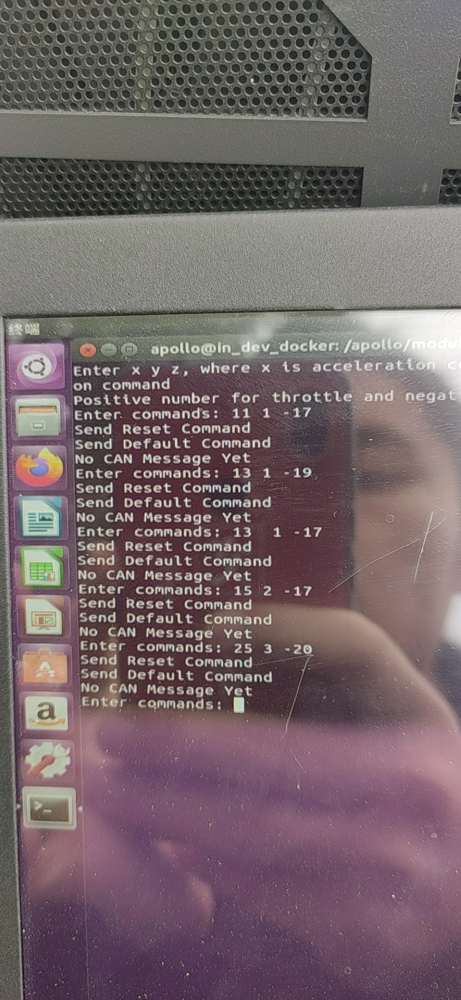 终端
apollo@in_dev_docker: /apollo/modu
Enter x y z, where x is acceleration c
on command
Positive number for throttle and negat
Enter commands: 11 1 -17
Send Reset Command
Send Default Command
No CAN Message Yet
Enter commands: 13 1 -19
Send Reset Command
Send Default Command
No CAN Message Yet
Enter commands: 13  1 -17
Send Reset Command
Send Default Command
No CAN Message Yet
Enter commands: 15 2 -17
Send Reset Command
Send Default Command
No CAN Message Yet
Enter commands: 25 3 -20
Send Reset Command
Send Default Command
No CAN Message Yet
Enter commands: